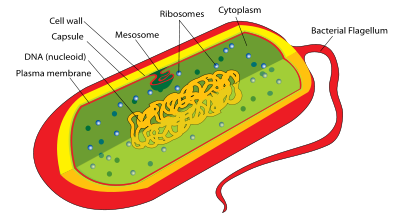 Cell wall
Capsule
DNA (nucleoid)
Plasma membrane
Mesosome
Ribosomes
Cytoplasm
Bacterial Flagellum